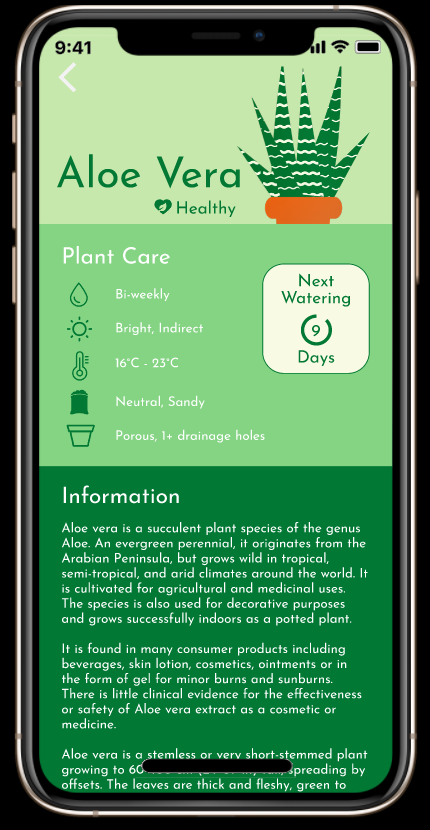 9:41
Aloe Vera
Healthy
Plant Care
Bi-weekly
Bright, Indirect
16°C - 23°C
Neutral, Sandy
Porous, 1+ drainage holes
Next
Watering
9
Days
Information
Aloe vera is a succulent plant species of the genus
Aloe. An evergreen perennial, it originates from the
Arabian Peninsula, but grows wild in tropical,
semi-tropical, and arid climates around the world. It
is cultivated for agricultural and medicinal uses.
The species is also used for decorative purposes
and grows successfully indoors as a potted plant.
It is found in many consumer products including
beverages, skin lotion, cosmetics, ointments or in
the form of gel for minor burns and sunburns.
There is little clinical evidence for the effectiveness
or safety of Aloe vera extract as a cosmetic or
medicine.
Aloe vera is a stemless or very short-stemmed plant
growing to spreading by
offsets. The leaves are thick and fleshy, green to